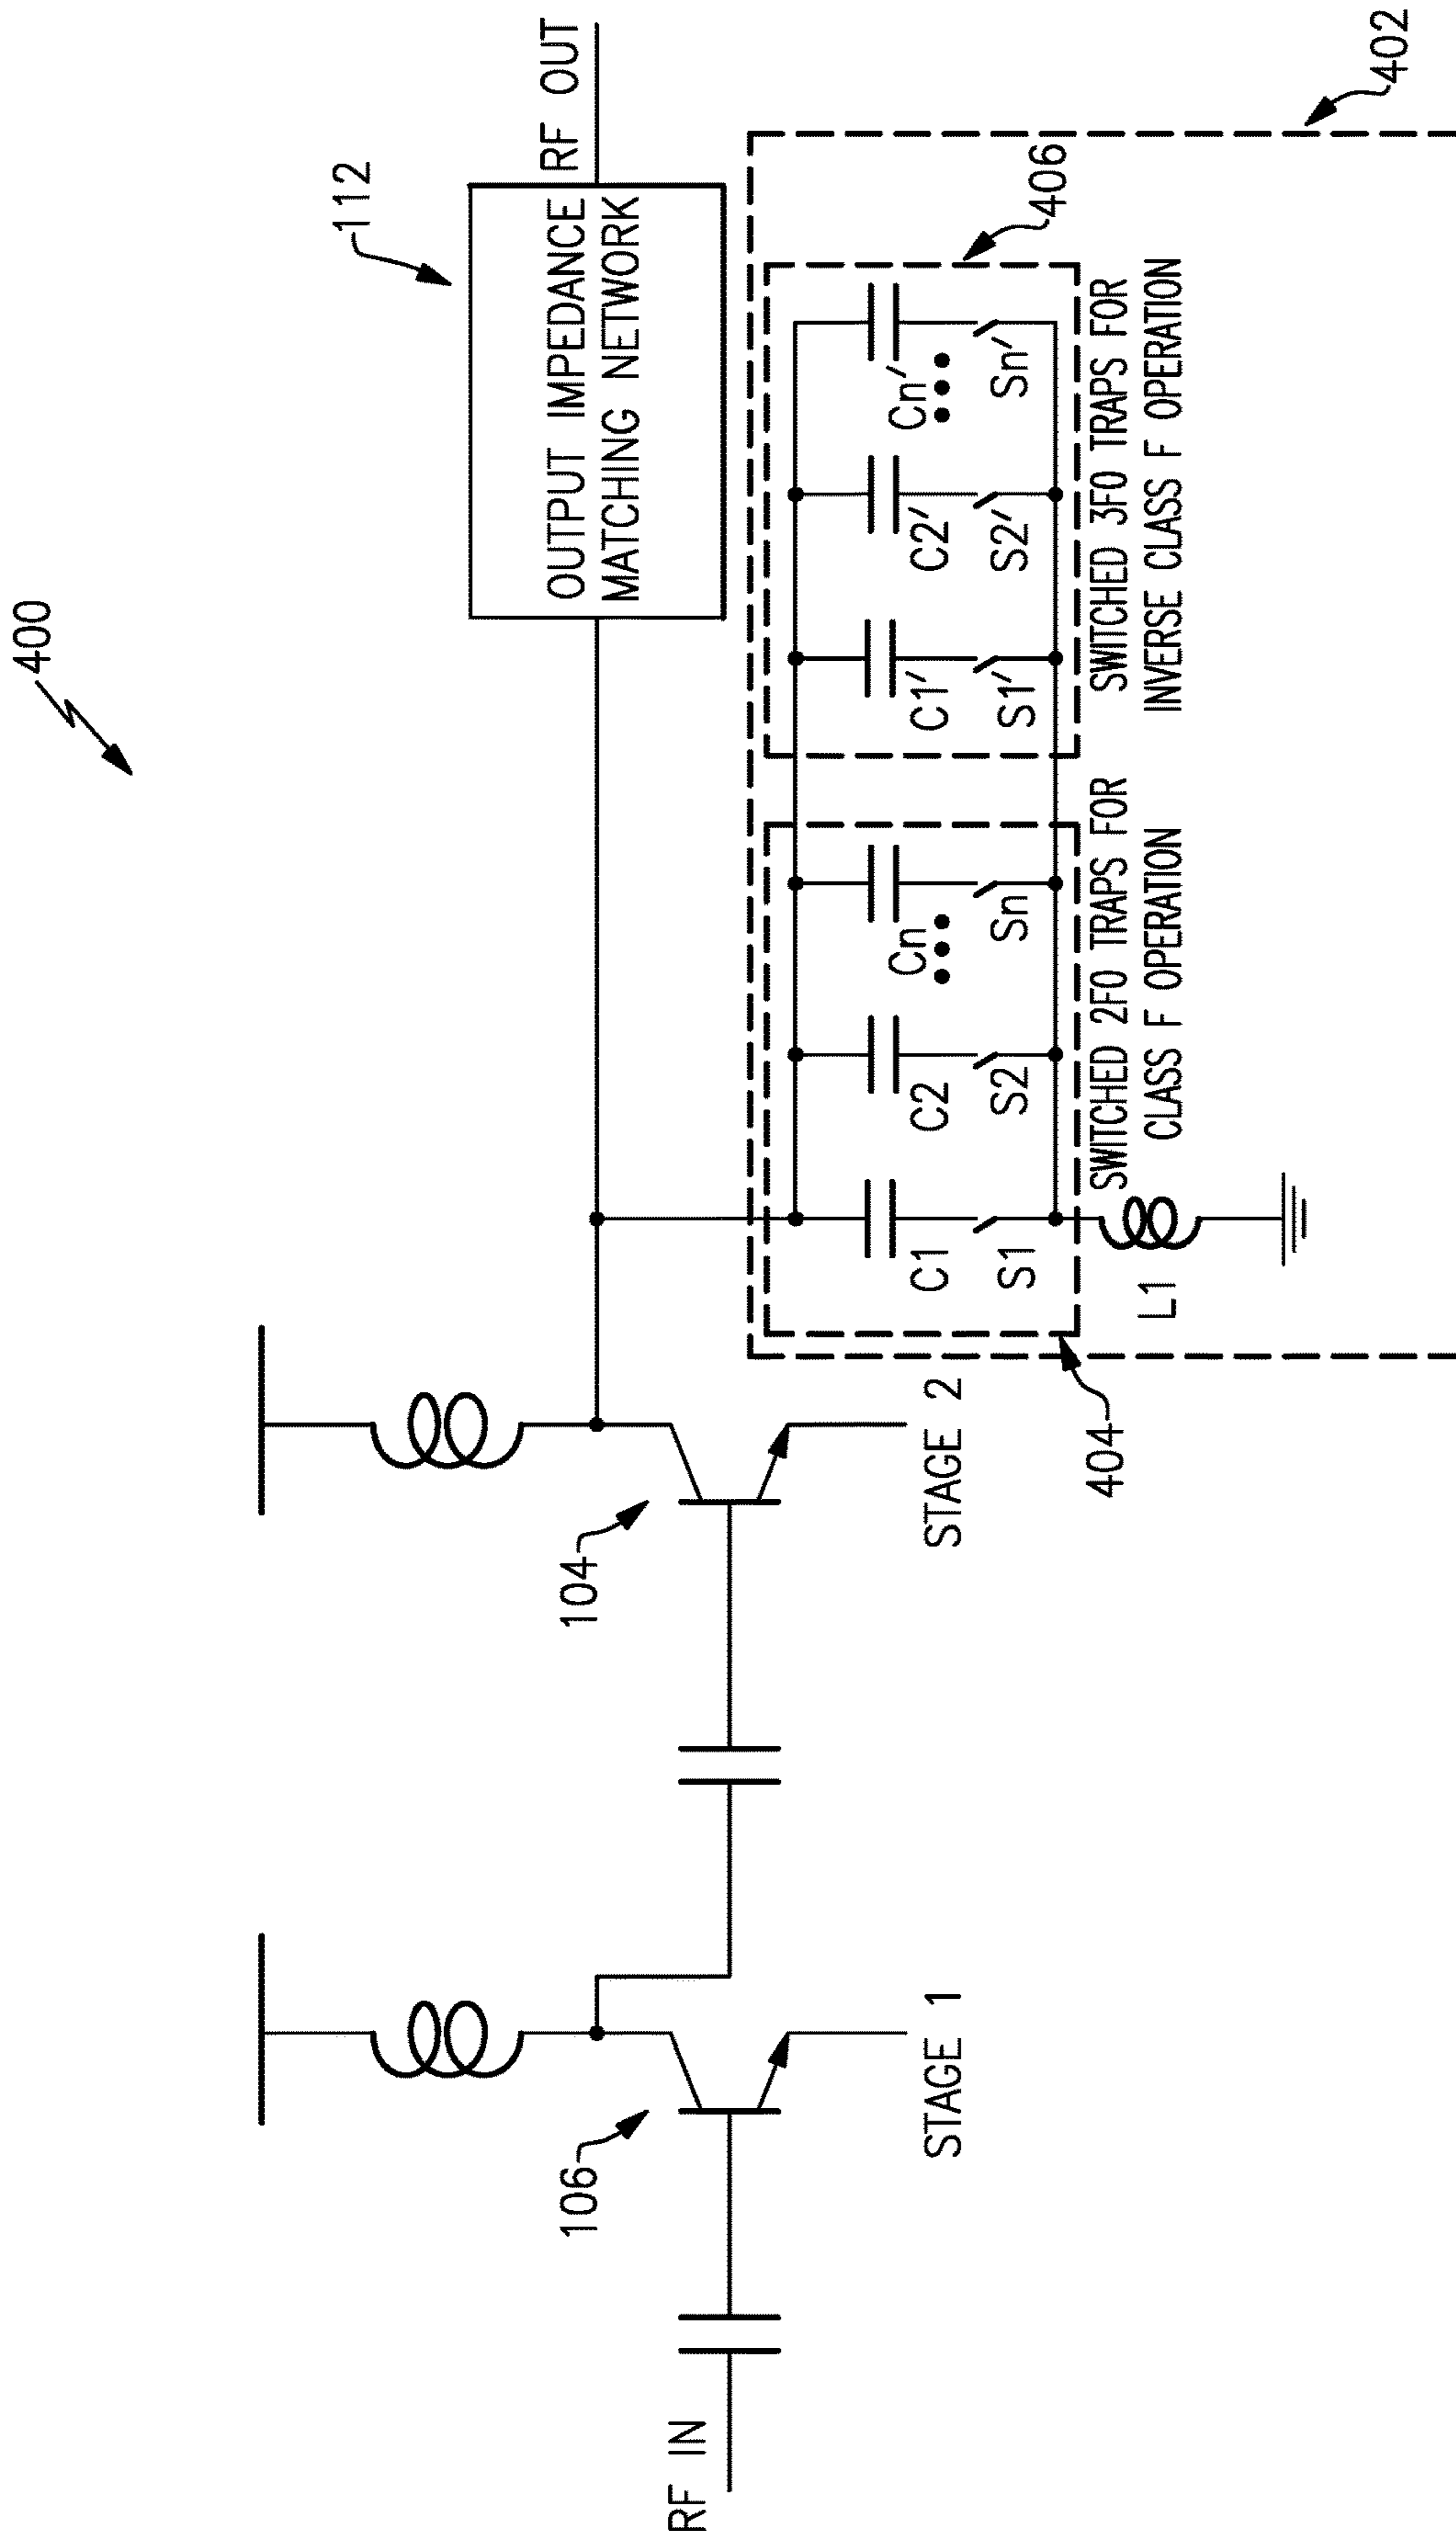 400
112
OUTPUT IMPEDANCE
MATCHING NETWORK
RF OUT
104
106
RF IN
STAGE 1
STAGE 2
402
404
406
C1
C2
Cn
C1′
C2′
Cn′
S1
S2
Sn
S1′
S2′
Sn′
SWITCHED 2FO TRAPS FOR
CLASS F OPERATION
SWITCHED 3FO TRAPS FOR
INVERSE CLASS F OPERATION
L1